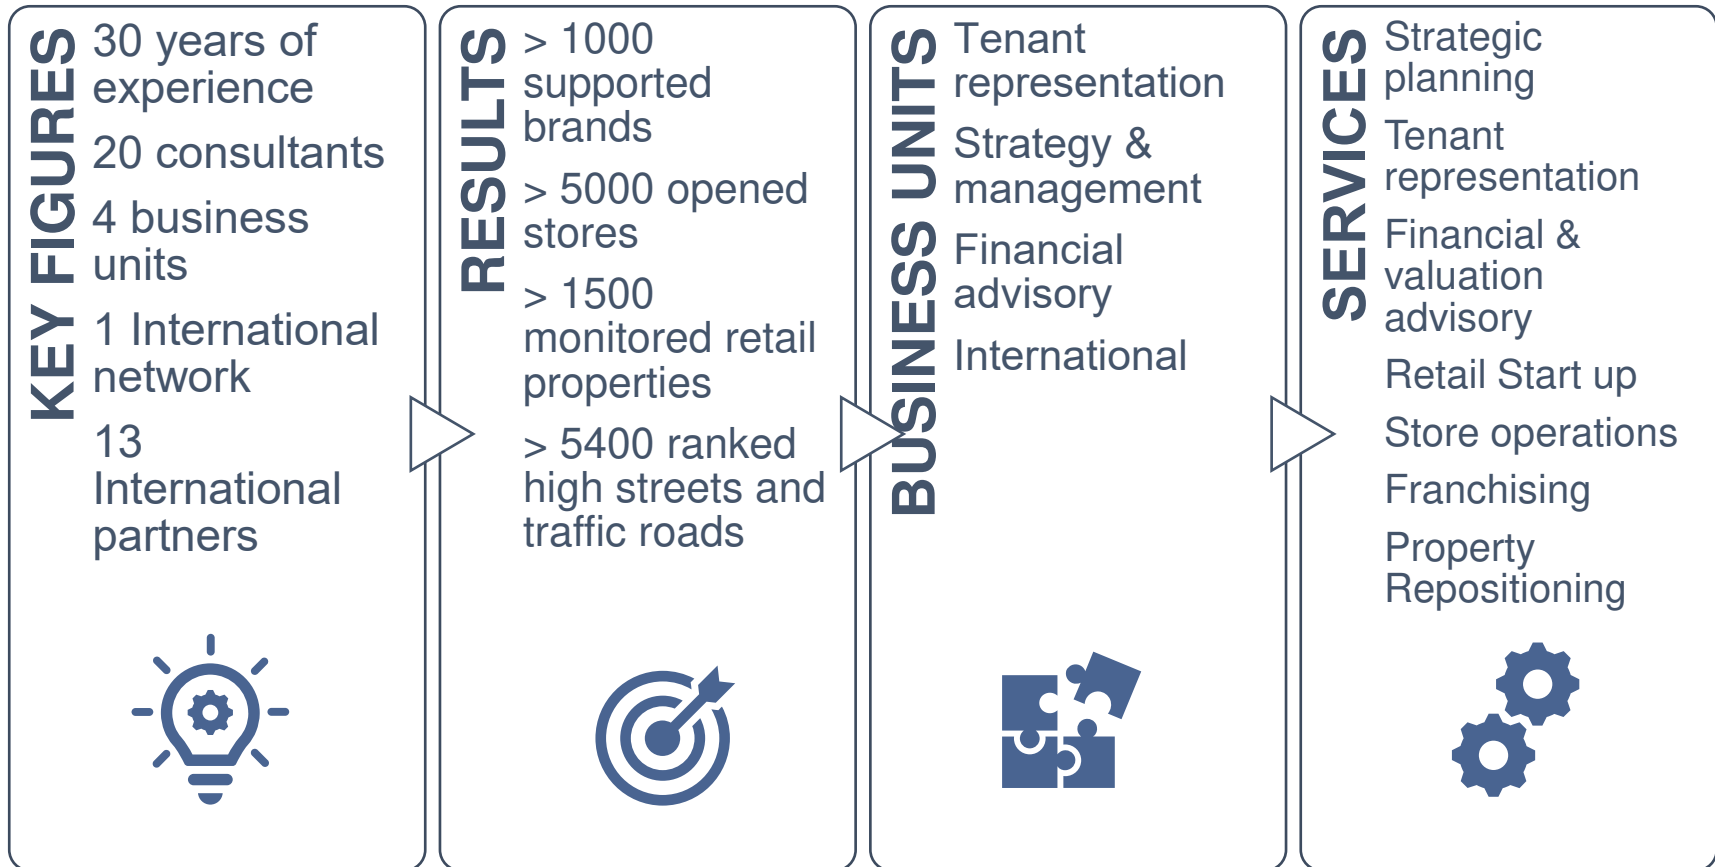 KEY FIGURES
30 years of
experience
20 consultants
4 business
units
1 International
network
13
International
partners
RESULTS
> 1000
supported
brands
> 5000 opened
stores
> 1500
monitored retail
properties
> 5400 ranked
high streets and
traffic roads
BUSINESS UNITS
Tenant
representation
Strategy &
management
Financial
advisory
International
SERVICES
Strategic
planning
Tenant
representation
Financial &
valuation
advisory
Retail Start up
Store operations
Franchising
Property
Repositioning